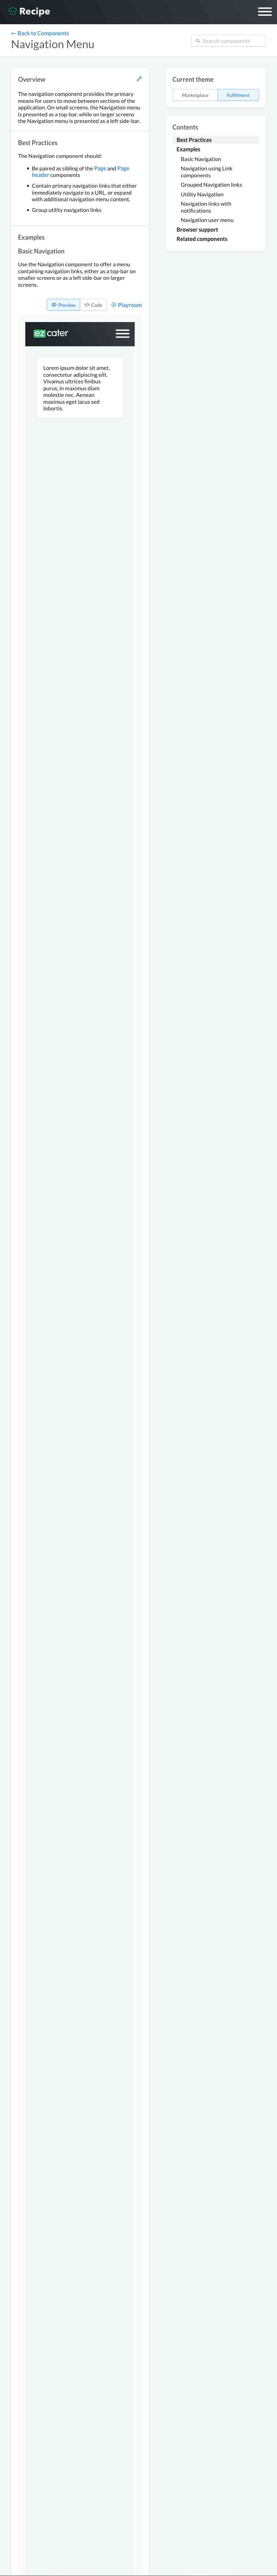 Recipe
← Back to Components
Navigation Menu
Search components
Overview
The navigation component provides the primary
means for users to move between sections of the
application. On small screens, the Navigation menu
is presented as a top-bar, while on larger screens
the Navigation menu is presented as a left side-bar.
Best Practices
The Navigation component should:
• Be paired as sibling of the Page and Page
header components
• Contain primary navigation links that either
immediately navigate to a URL, or expand
with additional navigation menu content.
• Group utility navigation links
Examples
Basic Navigation
Use the Navigation component to offer a menu
containing navigation links, either as a top-bar on
smaller screens or as a left side-bar on larger
screens.
Preview
</> Code
Playroom
ezcater
Lorem ipsum dolor sit amet,
consectetur adipiscing elit.
Vivamus ultrices finibus
purus, in maximus diam
molestie nec. Aenean
maximus eget lacus sed
lobortis.
Current theme
Marketplace
Fulfillment
Contents
Best Practices
Examples
Basic Navigation
Navigation using Link
components
Grouped Navigation links
Utility Navigation
Navigation links with
notifications
Navigation user menu
Browser support
Related components